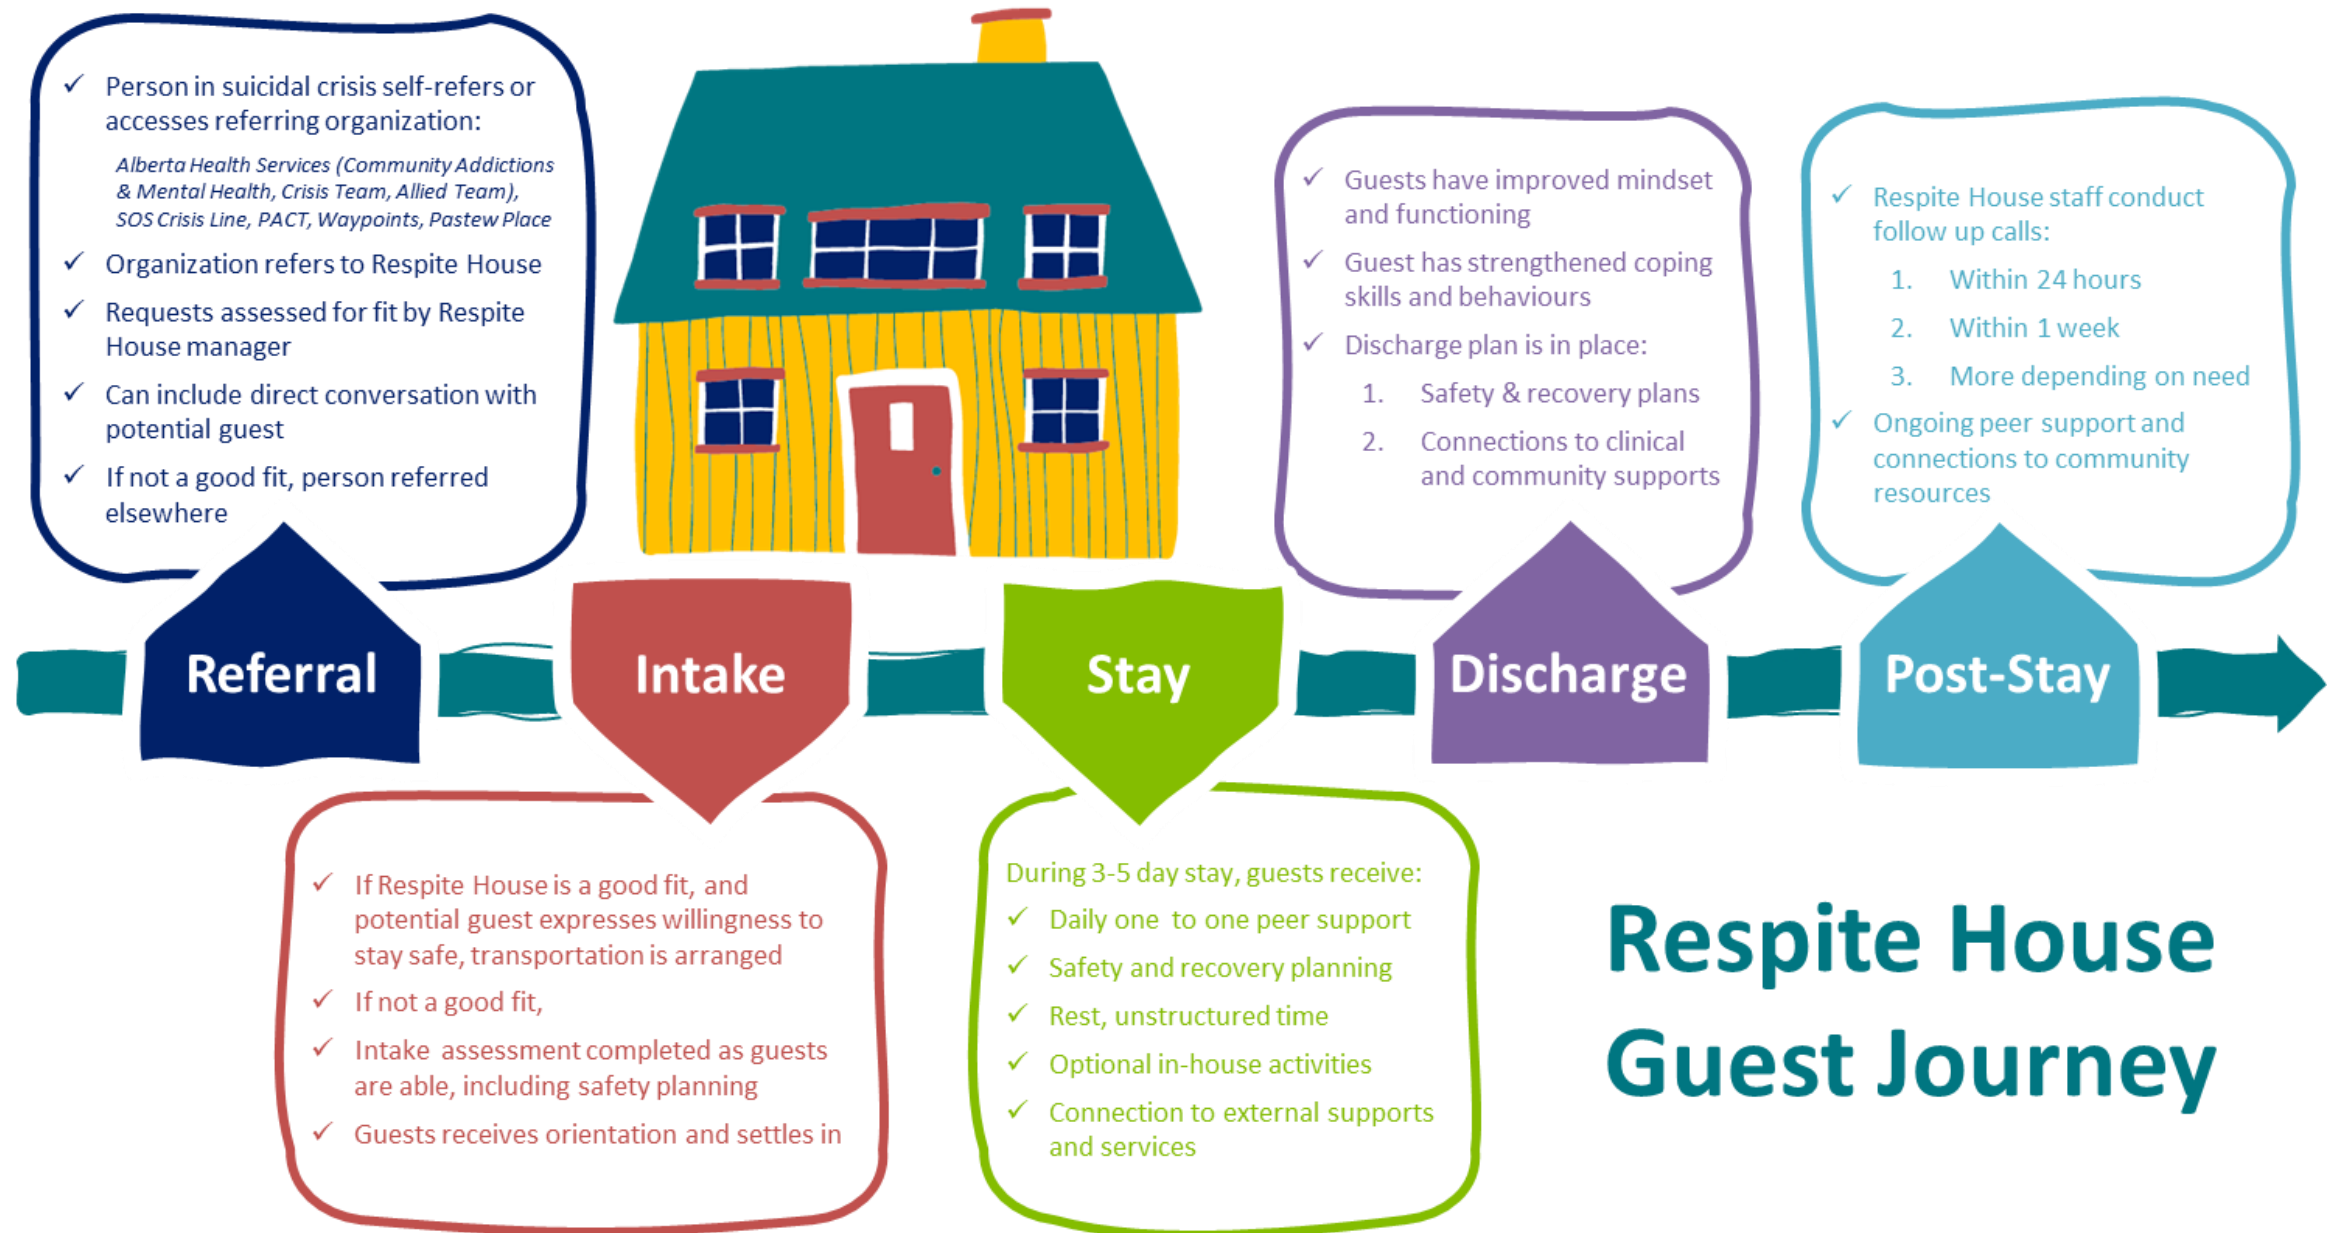 Person in suicidal crisis self-refers or
accesses referring organization:
Alberta Health Services (Community Addictions
& Mental Health, Crisis Team, Allied Team),
SOS Crisis Line, PACT, Waypoints, Pastew Place
Organization refers to Respite House
Requests assessed for fit by Respite
House manager
Can include direct conversation with
potential guest
If not a good fit, person referred
elsewhere
Referral
Intake
If Respite House is a good fit, and
potential guest expresses willingness to
stay safe, transportation is arranged
If not a good fit,
Intake assessment completed as guests
are able, including safety planning
Guests receives orientation and settles in
Stay
During 3-5 day stay, guests receive:
Daily one to one peer support
Safety and recovery planning
Rest, unstructured time
Optional in-house activities
Connection to external supports
and services
Guests have improved mindset
and functioning
Guest has strengthened coping
skills and behaviours
Discharge plan is in place:
1. Safety & recovery plans
2. Connections to clinical
and community supports
Discharge
Respite House staff conduct
follow up calls:
1. Within 24 hours
2. Within 1 week
3. More depending on need
Ongoing peer support and
connections to community
resources
Post-Stay
Respite House
Guest Journey